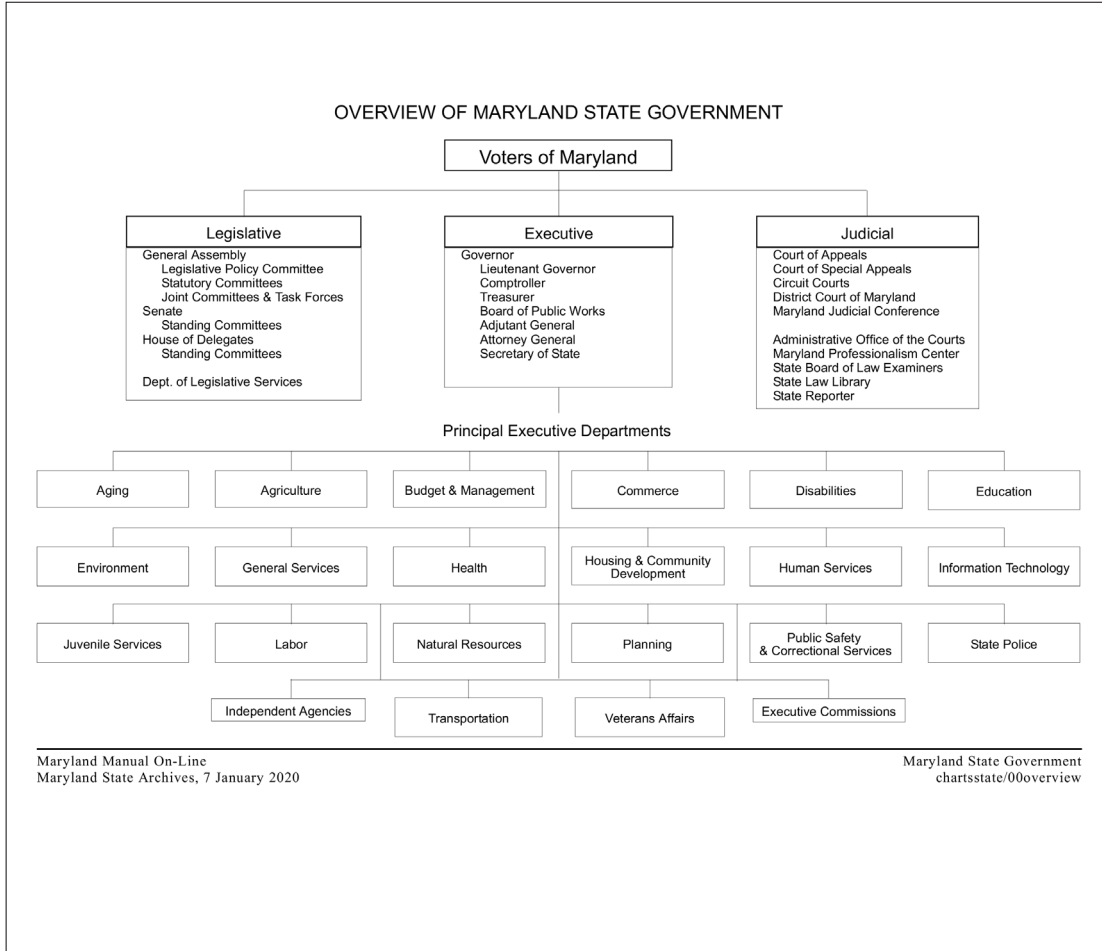 OVERVIEW OF MARYLAND STATE GOVERNMENT
Voters of Maryland
Legislative
General Assembly
Legislative Policy Committee
Statutory Committees
Joint Committees & Task Forces
Senate
Standing Committees
House of Delegates
Standing Committees
Dept. of Legislative Services
Executive
Governor
Lieutenant Governor
Comptroller
Treasurer
Board of Public Works
Adjutant General
Attorney General
Secretary of State
Judicial
Court of Appeals
Court of Special Appeals
Circuit Courts
District Court of Maryland
Maryland Judicial Conference
Administrative Office of the Courts
Maryland Professionalism Center
State Board of Law Examiners
State Law Library
State Reporter
Principal Executive Departments
Aging
Agriculture
Budget & Management
Commerce
Disabilities
Education
Environment
General Services
Health
Housing & Community
Development
Human Services
Information Technology
Juvenile Services
Labor
Natural Resources
Planning
Public Safety
& Correctional Services
State Police
Independent Agencies
Transportation
Veterans Affairs
Executive Commissions
Maryland Manual On-Line
Maryland State Archives, 7 January 2020
Maryland State Government
chartsstate/00overview